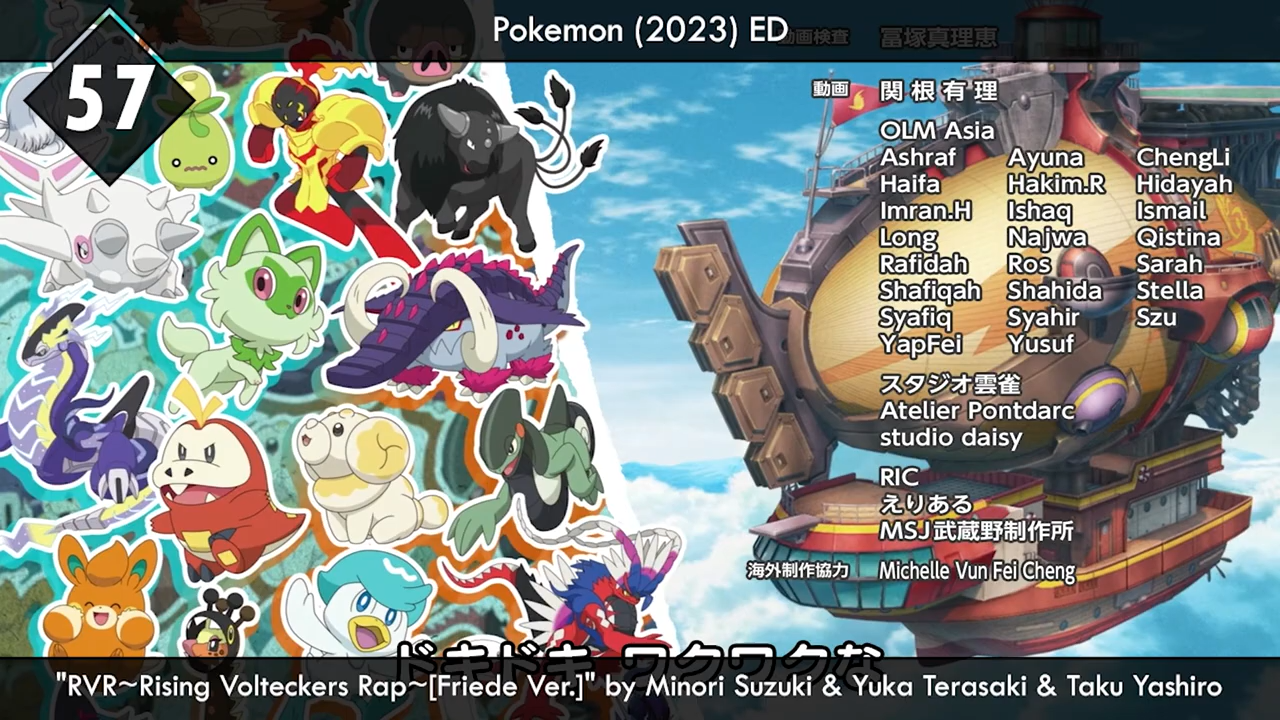 Pokemon (2023) ED
57
動画検査 冨塚真理恵
動画 関根有理
OLM Asia
Ashraf Ayuna ChengLi
Haifa Hakim.R Hidayah
Imran.H Ishaq Ismail
Long Najwa Qistina
Rafidah Ros Sarah
Shafiqah Shahida Stella
Syafiq Syahir Szu
YapFei Yusuf
スタジオ雲雀
Atelier Pontdarc
studio daisy
RIC
えりある
MSJ武蔵野制作所
海外制作協力 Michelle Vun Fei Cheng
ドキドキ ワクワクな
"RVR~Rising Volteckers Rap~[Friede Ver.]" by Minori Suzuki & Yuka Terasaki & Taku Yashiro